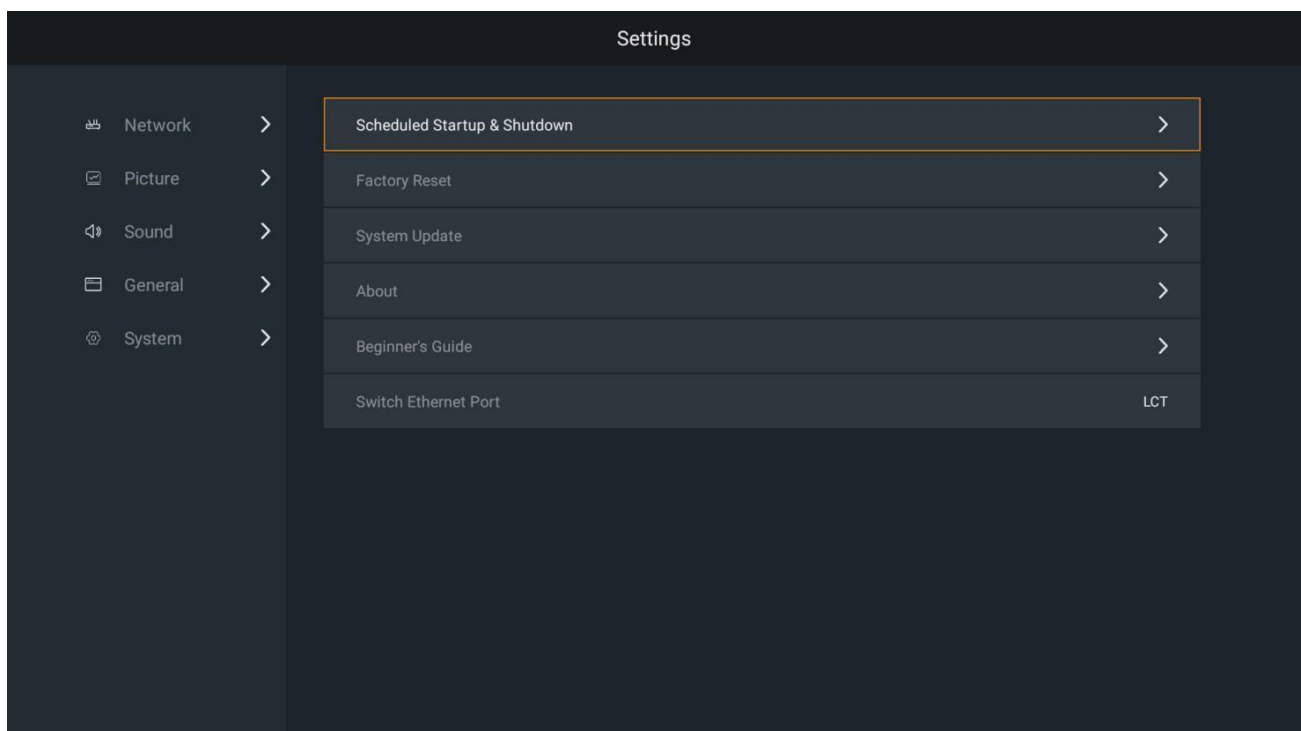 Settings
Network
Picture
Sound
General
System
Scheduled Startup & Shutdown
Factory Reset
System Update
About
Beginner's Guide
Switch Ethernet Port LCT